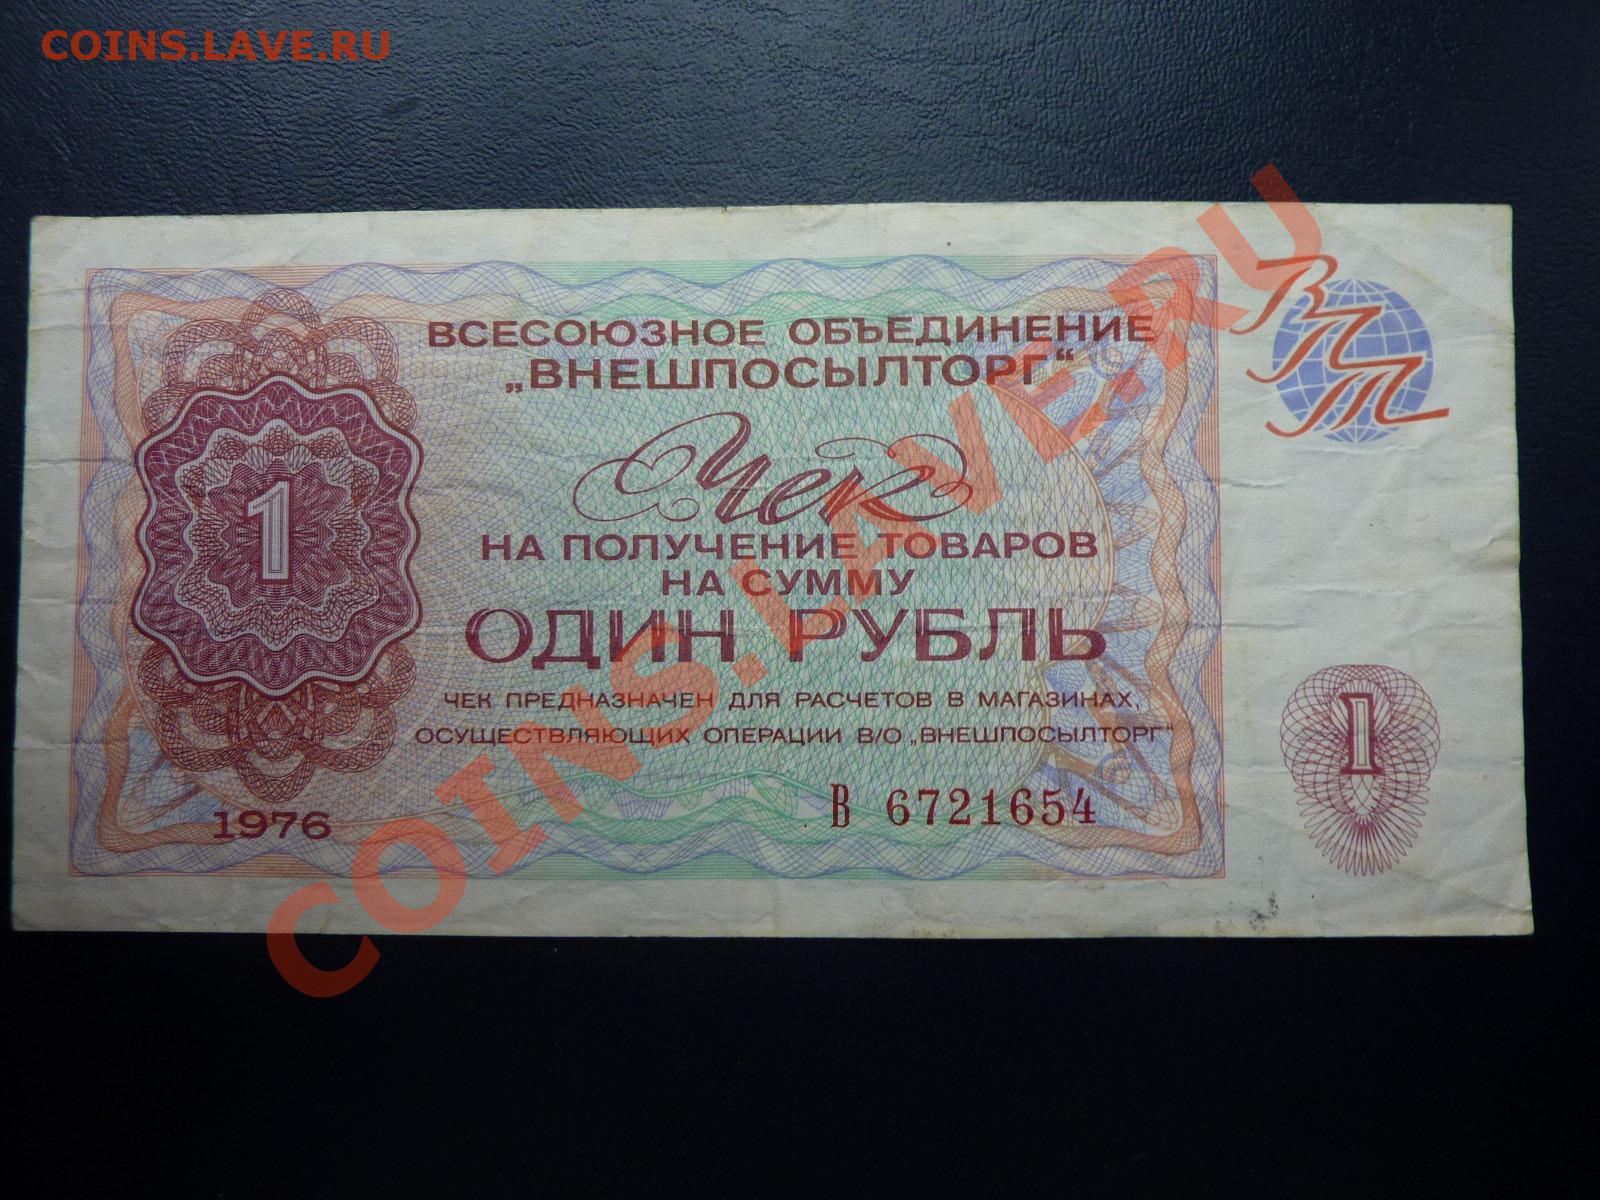 COINS.LAVE.RU
ВСЕСОЮЗНОЕ ОБЪЕДИНЕНИЕ
„ВНЕШПОСЫЛТОРГ“
ВПТ
Чек
1
НА ПОЛУЧЕНИЕ ТОВАРОВ
НА СУММУ
ОДИН РУБЛЬ
ЧЕК ПРЕДНАЗНАЧЕН ДЛЯ РАСЧЕТОВ В МАГАЗИНАХ,
ОСУЩЕСТВЛЯЮЩИХ ОПЕРАЦИИ В/О „ВНЕШПОСЫЛТОРГ“
1
1976
В 6721654
COINS.LAVE.RU